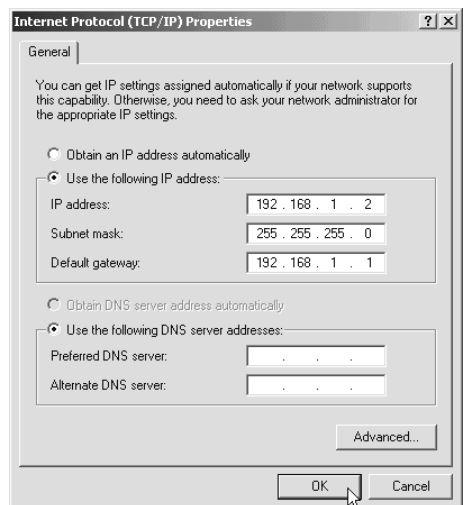 Internet Protocol (TCP/IP) Properties ? X
General
You can get IP settings assigned automatically if your network supports
this capability. Otherwise, you need to ask your network administrator for
the appropriate IP settings.
Obtain an IP address automatically
Use the following IP address:
IP address: 192 . 168 . 1 . 2
Subnet mask: 255 . 255 . 255 . 0
Default gateway: 192 . 168 . 1 . 1
Obtain DNS server address automatically
Use the following DNS server addresses:
Preferred DNS server: . . .
Alternate DNS server: . . .
Advanced...
OK Cancel